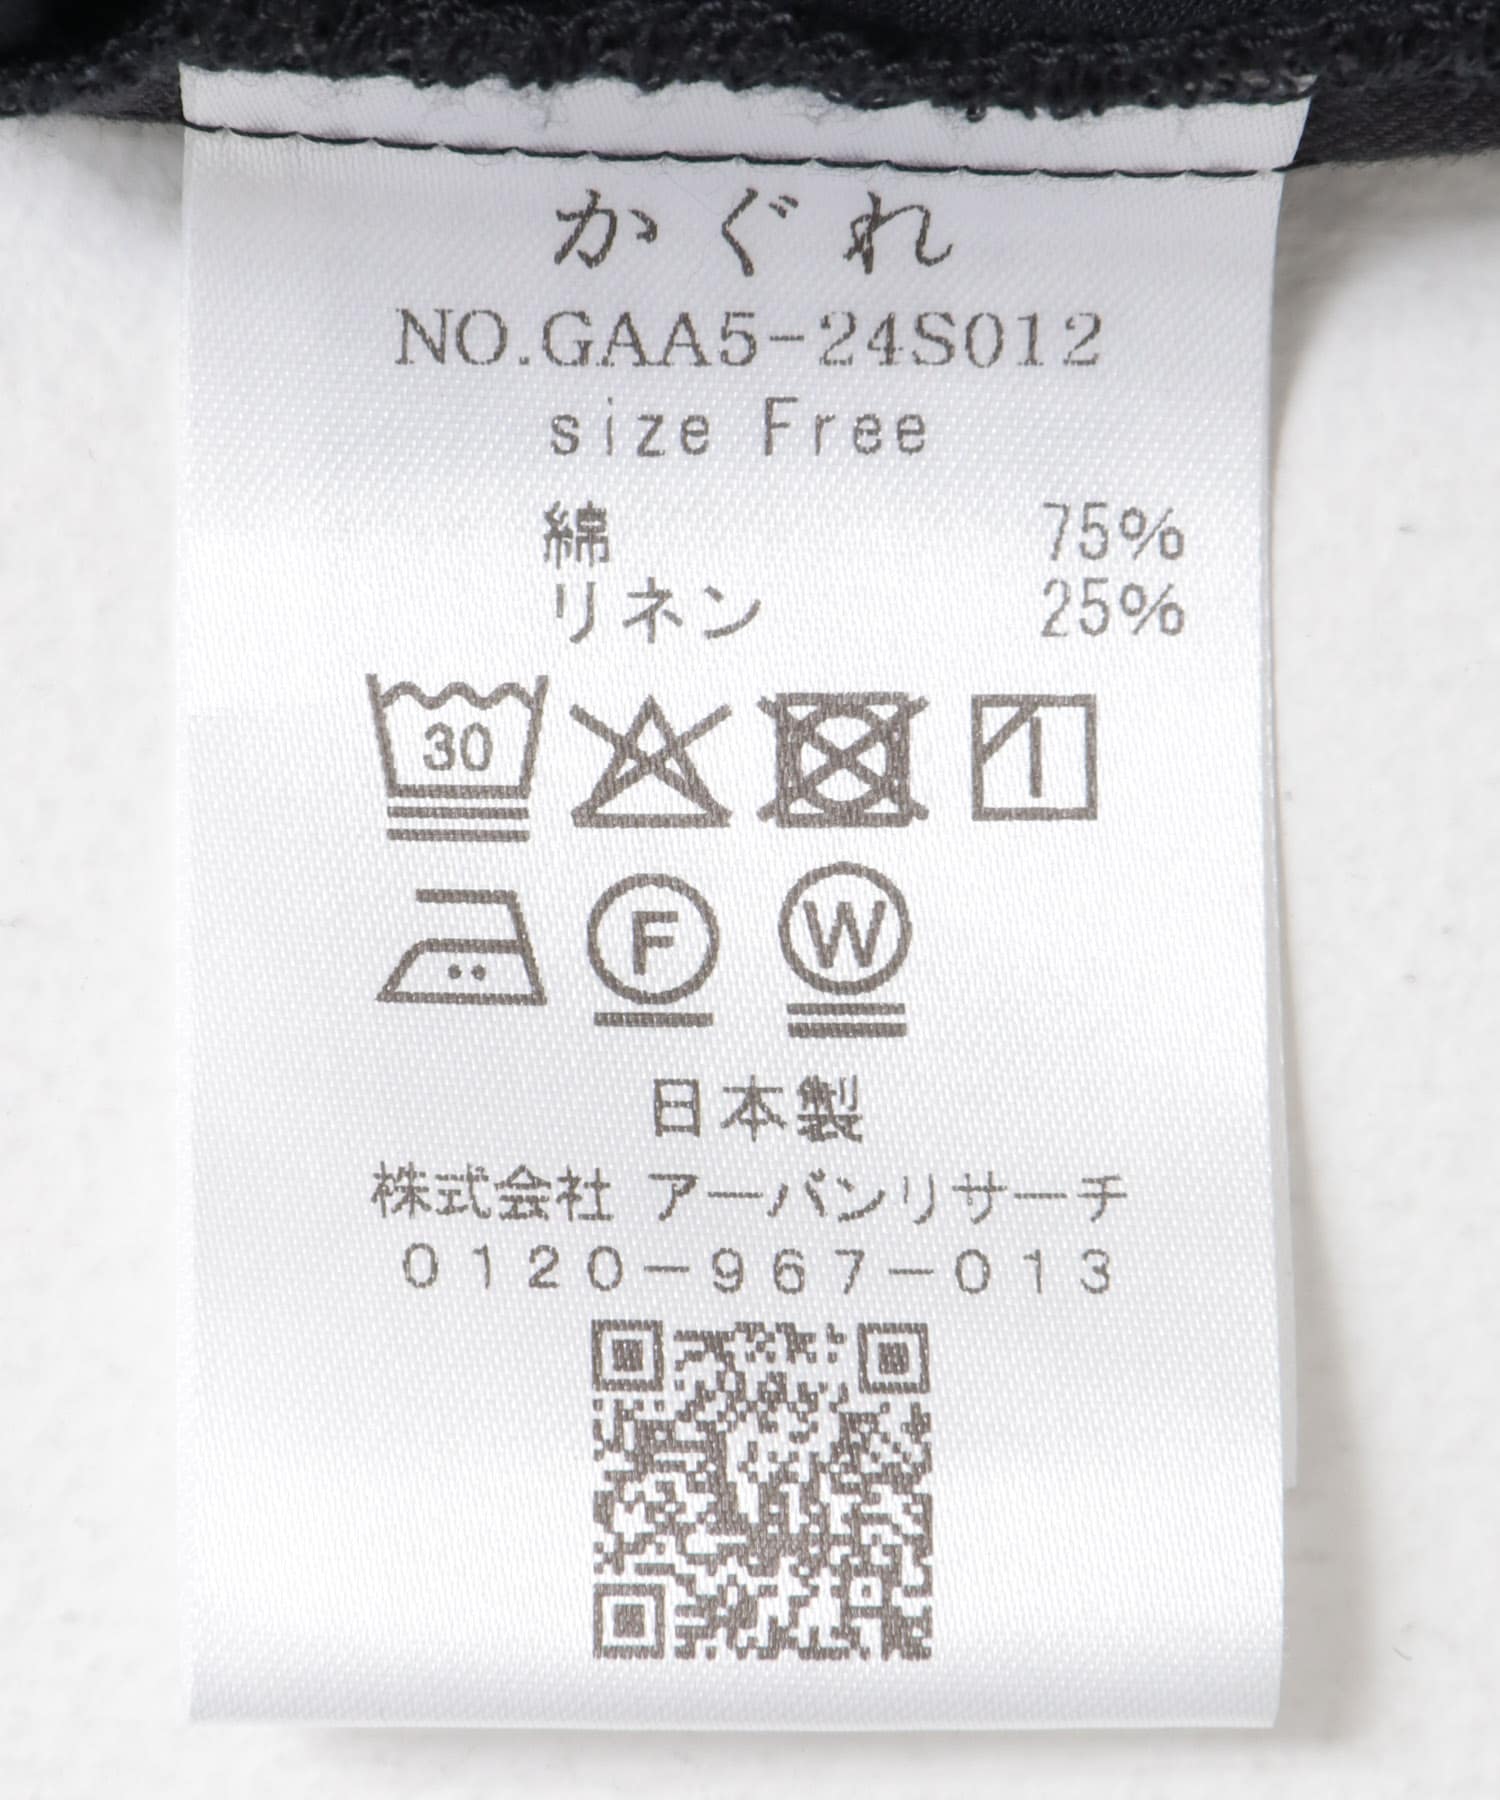 かぐれ
NO.GAA5-24S012
size Free
綿 75%
リネン 25%
30
F W
日本製
株式会社 アーバンリサーチ
0120-967-013